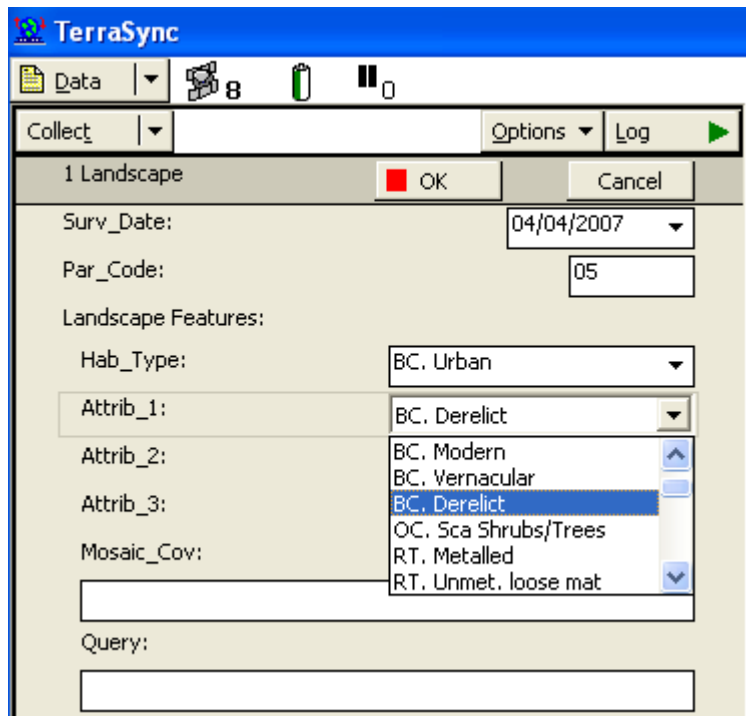 TerraSync
Data 8 0
Collect Options Log
1 Landscape OK Cancel
Surv_Date: 04/04/2007
Par_Code: 05
Landscape Features:
Hab_Type: BC. Urban
Attrib_1: BC. Derelict
Attrib_2: BC. Modern
BC. Vernacular
Attrib_3: BC. Derelict
OC. Sca Shrubs/Trees
Mosaic_Cov: RT. Metalled
RT. Unmet. loose mat
Query: